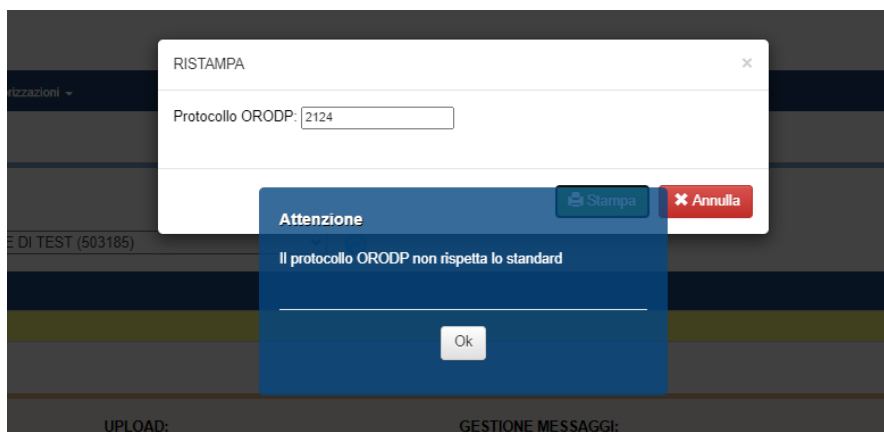 RISTAMPA
×
orizzazioni
Protocollo ORODP: 2124
Stampa
Annulla
Attenzione
E DI TEST (503185)
Il protocollo ORODP non rispetta lo standard
Ok
UPLOAD:
GESTIONE MESSAGGI: